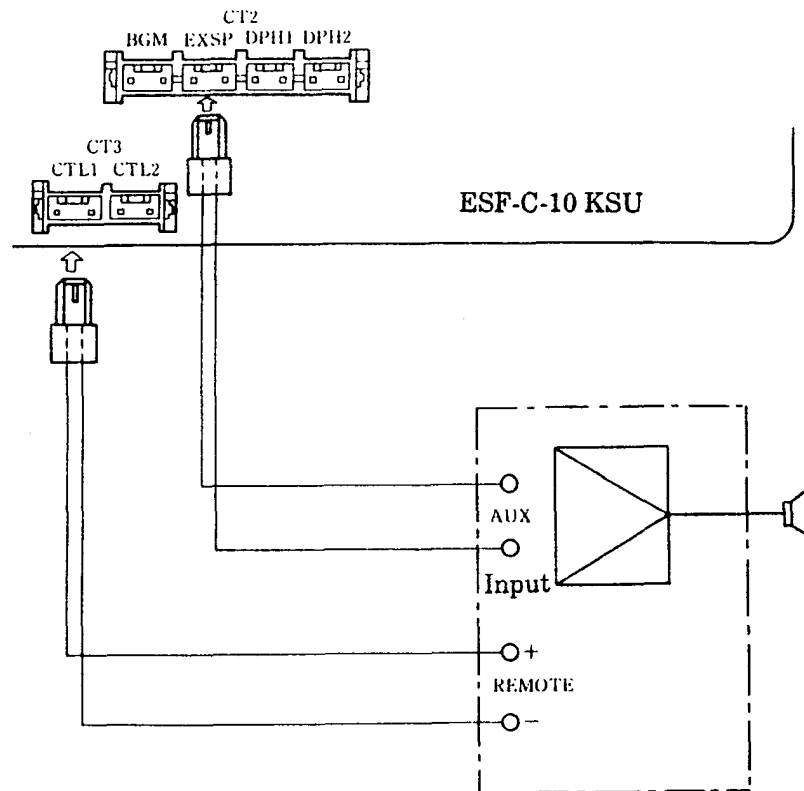 CT2
BGM EXSP DPH1 DPH2
CT3
CTL1 CTL2
ESF-C-10 KSU
AUX
Input
+
REMOTE
−